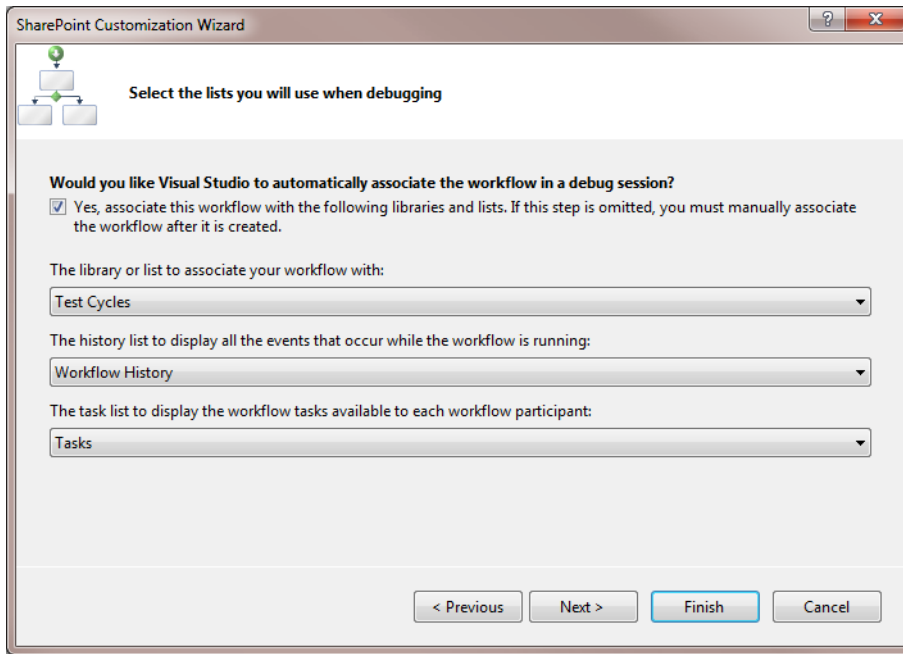 SharePoint Customization Wizard
?
Select the lists you will use when debugging
Would you like Visual Studio to automatically associate the workflow in a debug session?
Yes, associate this workflow with the following libraries and lists. If this step is omitted, you must manually associate
the workflow after it is created.
The library or list to associate your workflow with:
Test Cycles
The history list to display all the events that occur while the workflow is running:
Workflow History
The task list to display the workflow tasks available to each workflow participant:
Tasks
< Previous Next > Finish Cancel